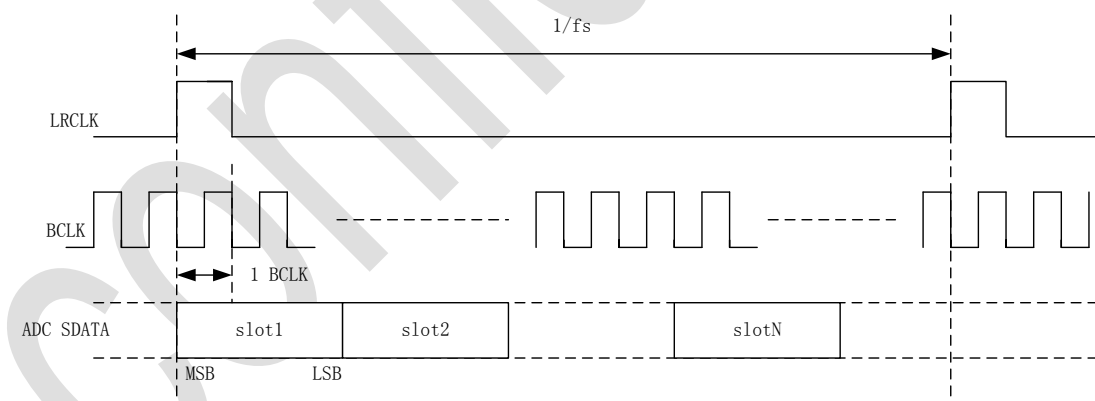 1/fs
LRCLK
BCLK
1 BCLK
ADC SDATA
slot1
slot2
slotN
MSB
LSB